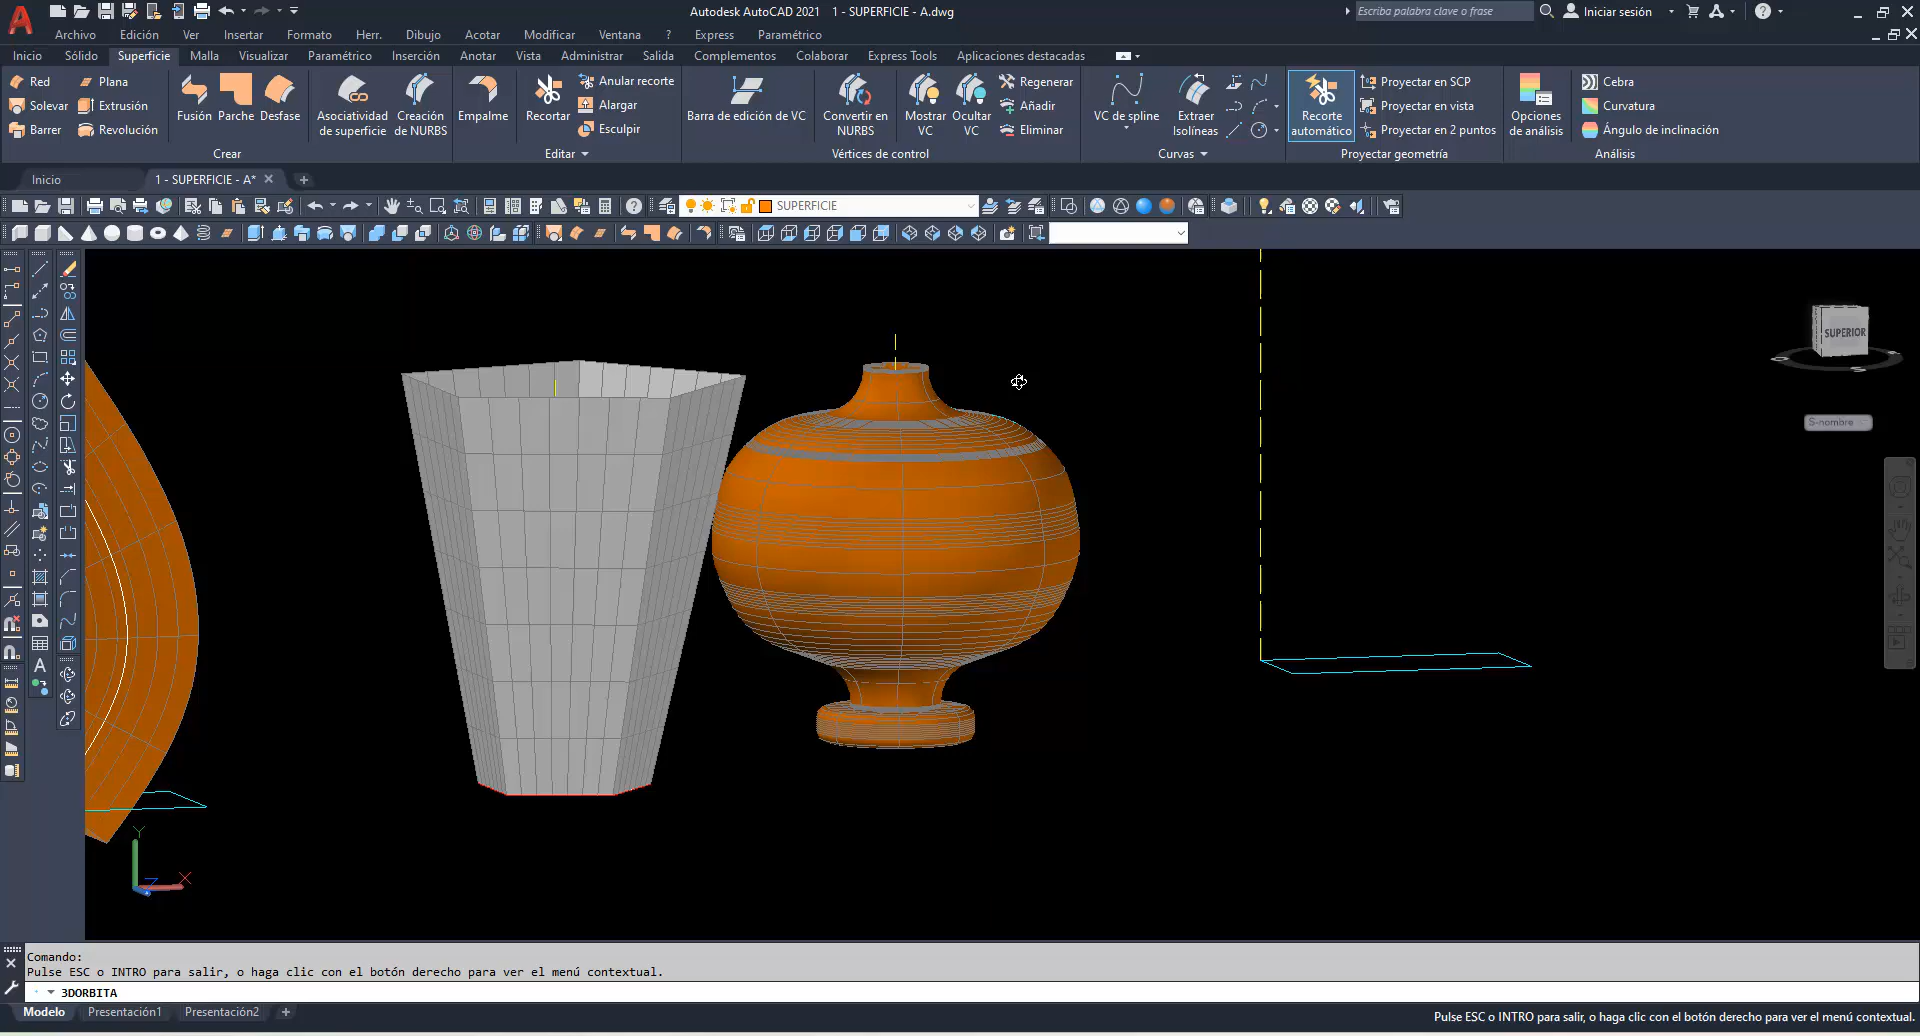 Autodesk AutoCAD 2021 1 - SUPERFICIE - A.dwg
Escriba palabra clave o frase
Iniciar sesión
Archivo Edición Ver Insertar Formato Herr. Dibujo Acotar Modificar Ventana ? Express Paramétrico
Inicio Sólido Superficie Malla Visualizar Paramétrico Inserción Anotar Vista Administrar Salida Complementos Colaborar Express Tools Aplicaciones destacadas
Red Plana
Solevar Extrusión
Barrer Revolución
Fusión Parche Desfase
Asociatividad de superficie
Creación de NURBS
Crear
Empalme
Recortar
Anular recorte
Alargar
Esculpir
Editar
Barra de edición de VC
Convertir en NURBS
Mostrar VC
Ocultar VC
Regenerar
Añadir
Eliminar
Vértices de control
VC de spline
Extraer Isolíneas
Curvas
Recorte automático
Proyectar en SCP
Proyectar en vista
Proyectar en 2 puntos
Proyectar geometría
Opciones de análisis
Cebra
Curvatura
Ángulo de inclinación
Análisis
Inicio
1 - SUPERFICIE - A*
SUPERFICIE
SUPERIOR
S-nombre
Y
Z
X
Comando:
Pulse ESC o INTRO para salir, o haga clic con el botón derecho para ver el menú contextual.
3DORBITA
Modelo Presentación1 Presentación2 +
Pulse ESC o INTRO para salir, o haga clic con el botón derecho para ver el menú contextual.